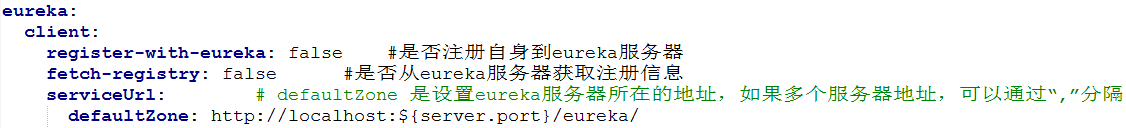 eureka:
  client:
    register-with-eureka: false    #是否注册自身到eureka服务器
    fetch-registry: false      #是否从eureka服务器获取注册信息
    serviceUrl:        # defaultZone 是设置eureka服务器所在的地址，如果多个服务器地址，可以通过“,”分隔
      defaultZone: http://localhost:${server.port}/eureka/